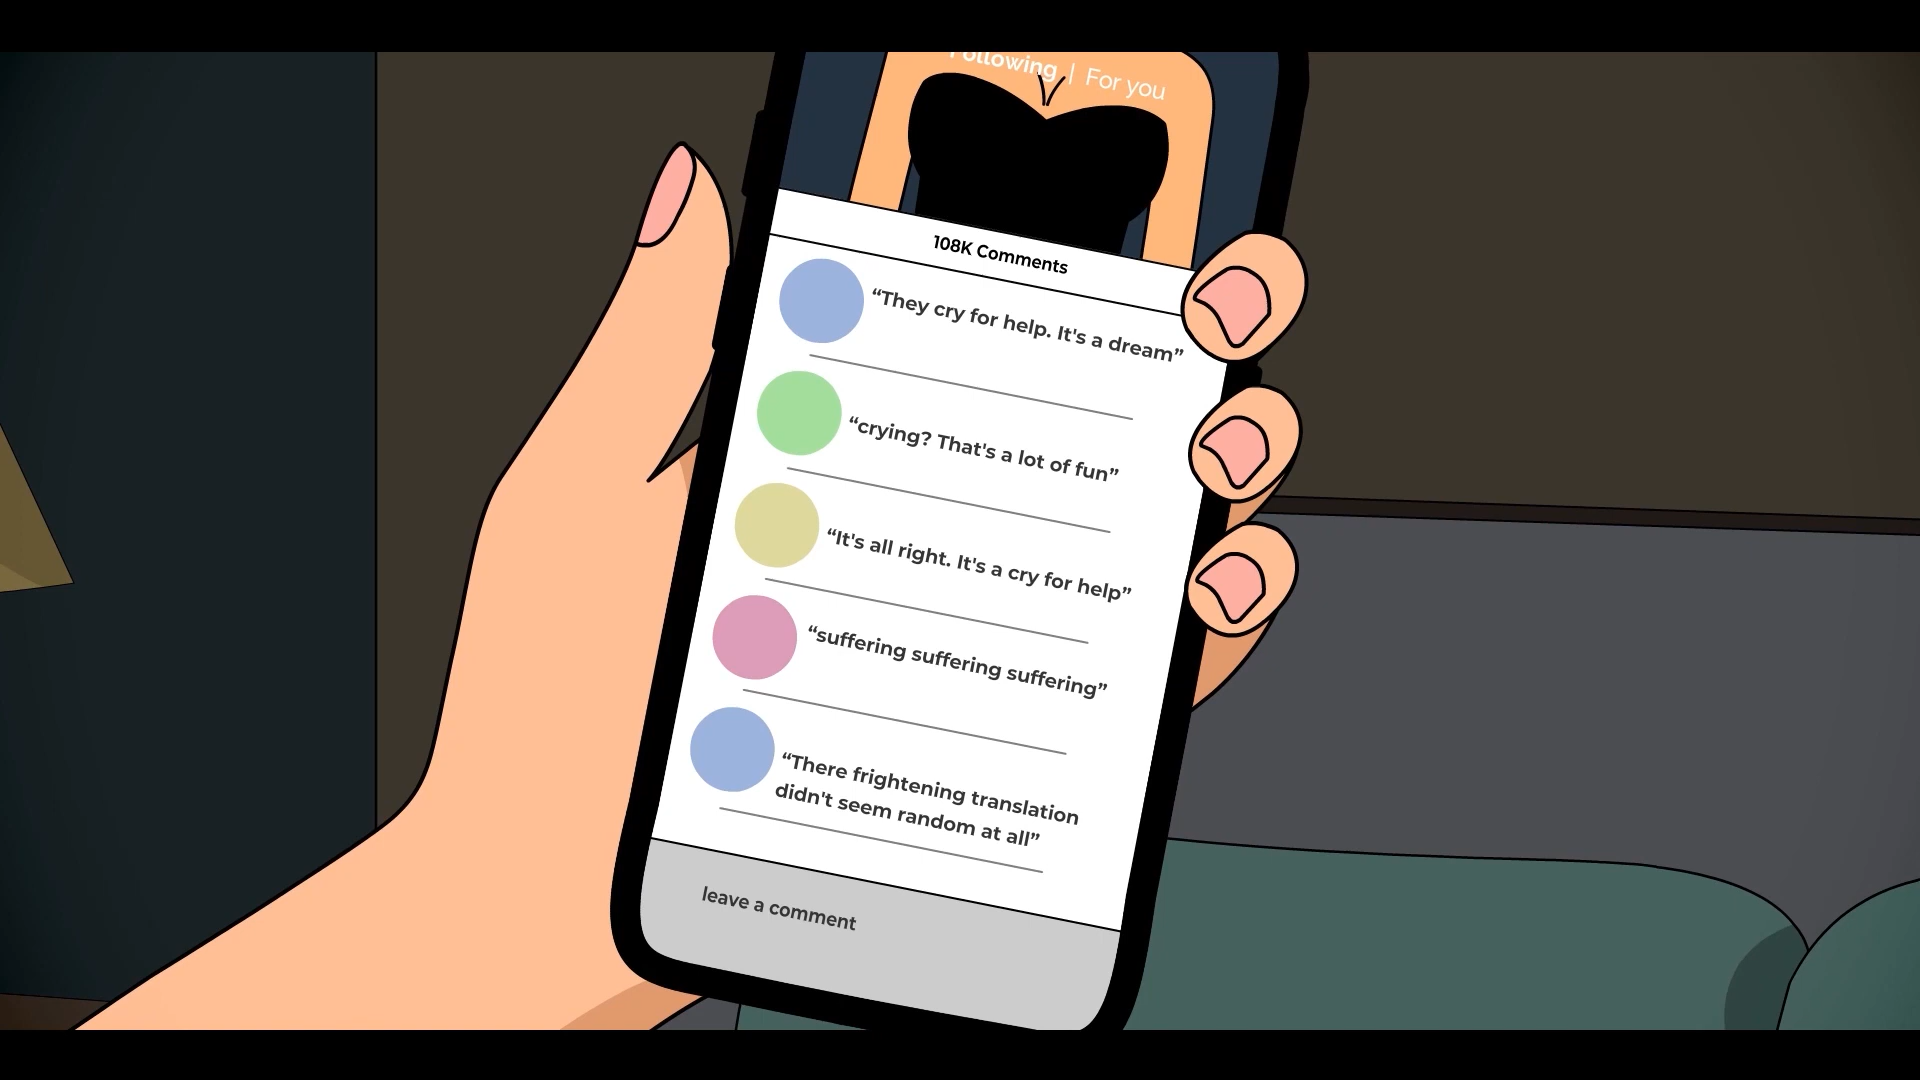 Following | For you
108K Comments
“They cry for help. It's a dream”
“crying? That's a lot of fun”
“It's all right. It's a cry for help”
“suffering suffering suffering”
“There frightening translation
didn't seem random at all”
leave a comment